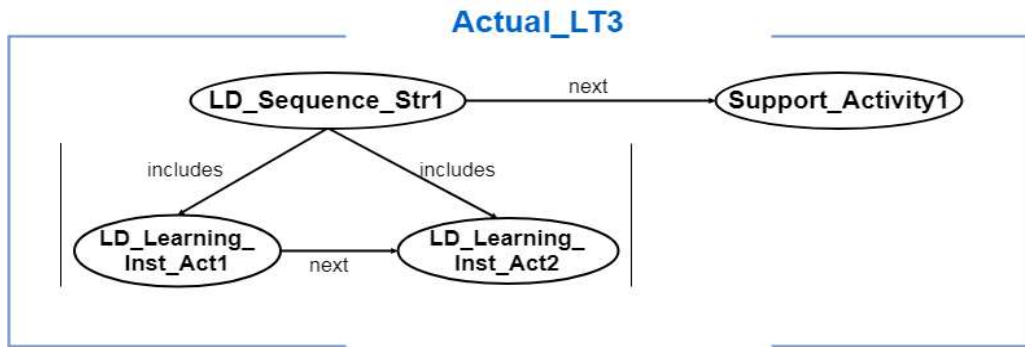 Actual_LT3
LD_Sequence_Str1
next
Support_Activity1
includes
includes
LD_Learning_
Inst_Act1
next
LD_Learning_
Inst_Act2